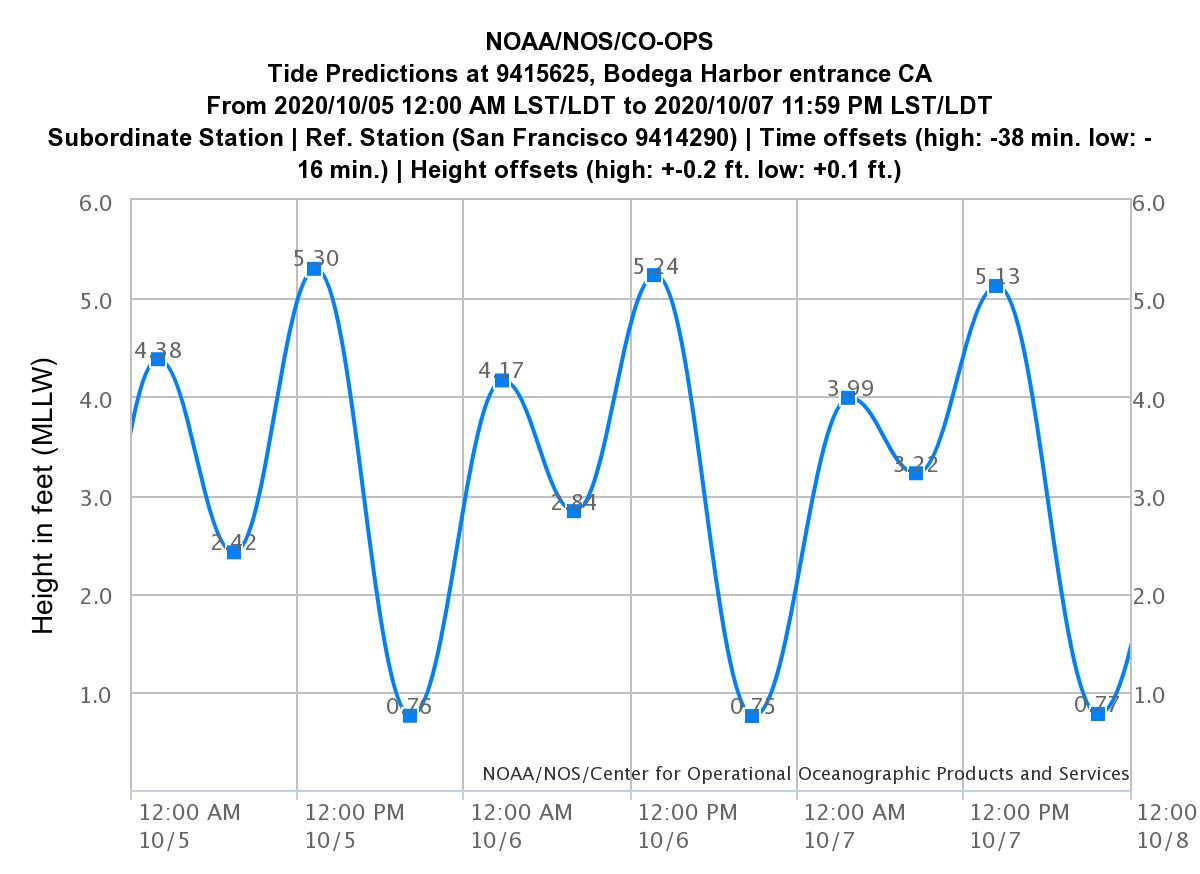 NOAA/NOS/CO-OPS
Tide Predictions at 9415625, Bodega Harbor entrance CA
From 2020/10/05 12:00 AM LST/LDT to 2020/10/07 11:59 PM LST/LDT
Subordinate Station | Ref. Station (San Francisco 9414290) | Time offsets (high: -38 min. low: -
16 min.) | Height offsets (high: +-0.2 ft. low: +0.1 ft.)
6.0
6.0
5.30
5.24
5.13
5.0
5.0
4.38
4.17
3.99
4.0
4.0
3.22
Height in feet (MLLW)
3.0
2.84
3.0
2.42
2.0
2.0
1.0
1.0
0.76
0.75
0.77
NOAA/NOS/Center for Operational Oceanographic Products and Services
12:00 AM
10/5
12:00 PM
10/5
12:00 AM
10/6
12:00 PM
10/6
12:00 AM
10/7
12:00 PM
10/7
12:00
10/8